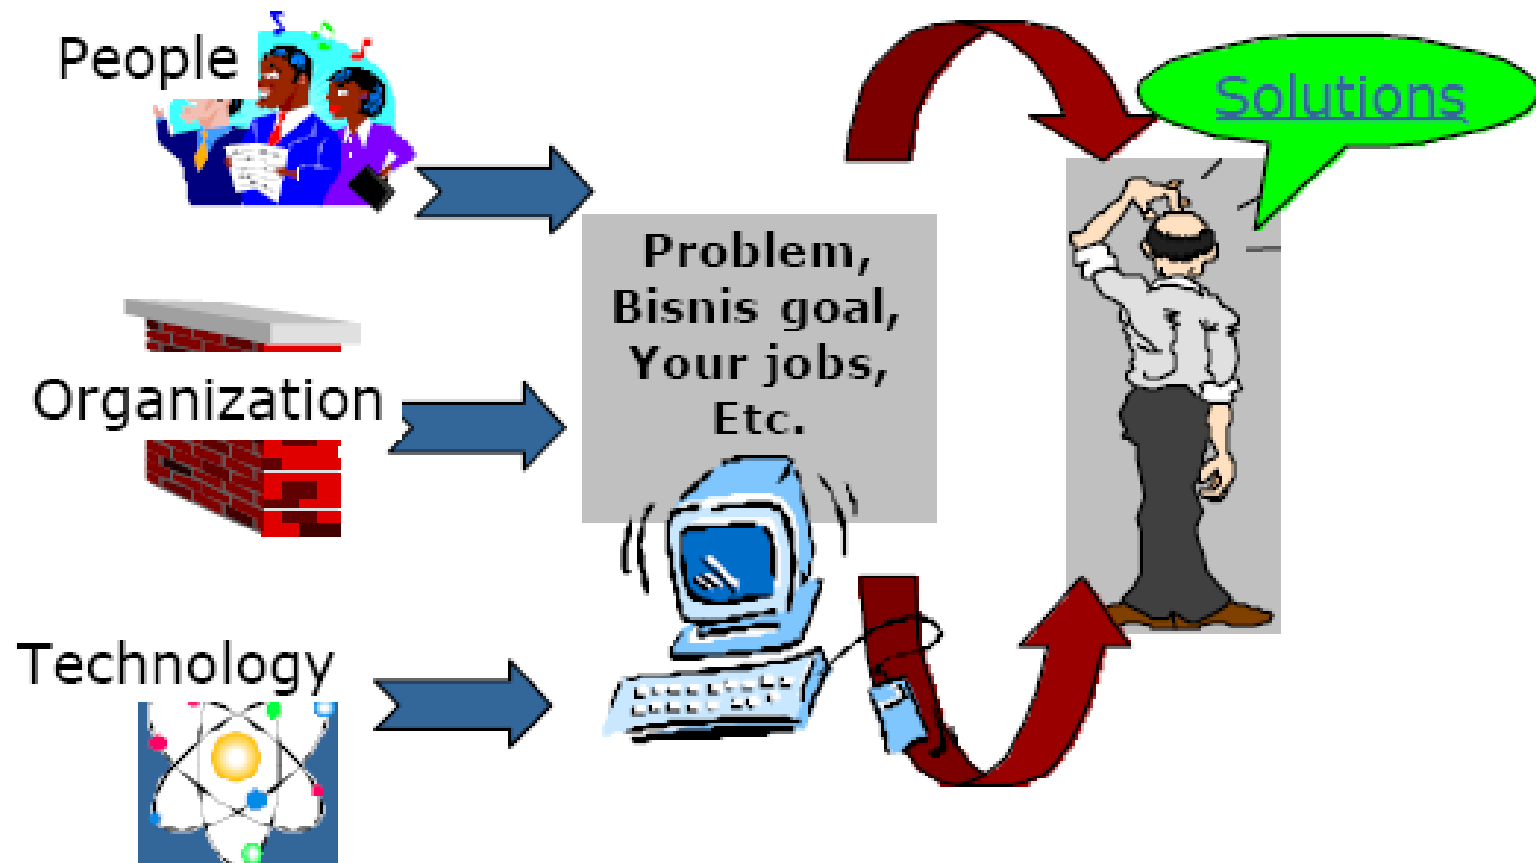 People
Organization
Technology
Problem,
Bisnis goal,
Your jobs,
Etc.
Solutions